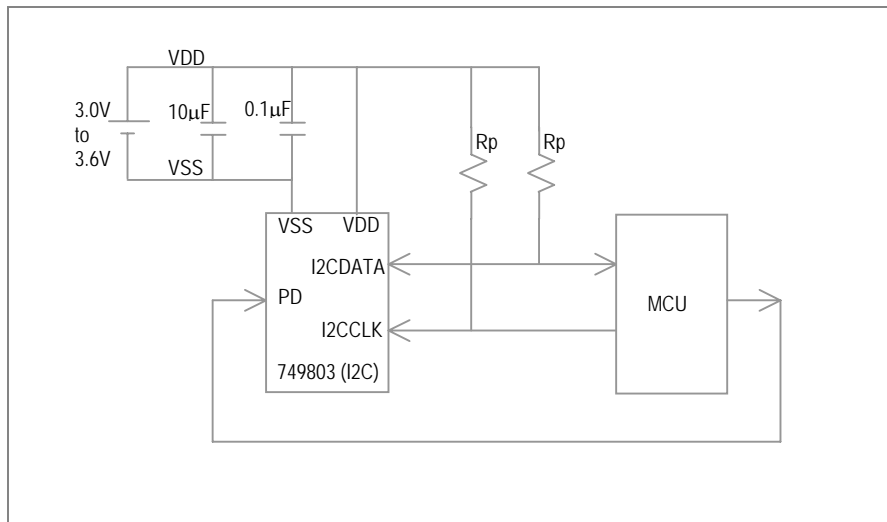 VDD
3.0V
to
3.6V
10µF
0.1µF
Rp
Rp
VSS
VSS
VDD
I2CDATA
PD
MCU
I2CCLK
749803 (I2C)